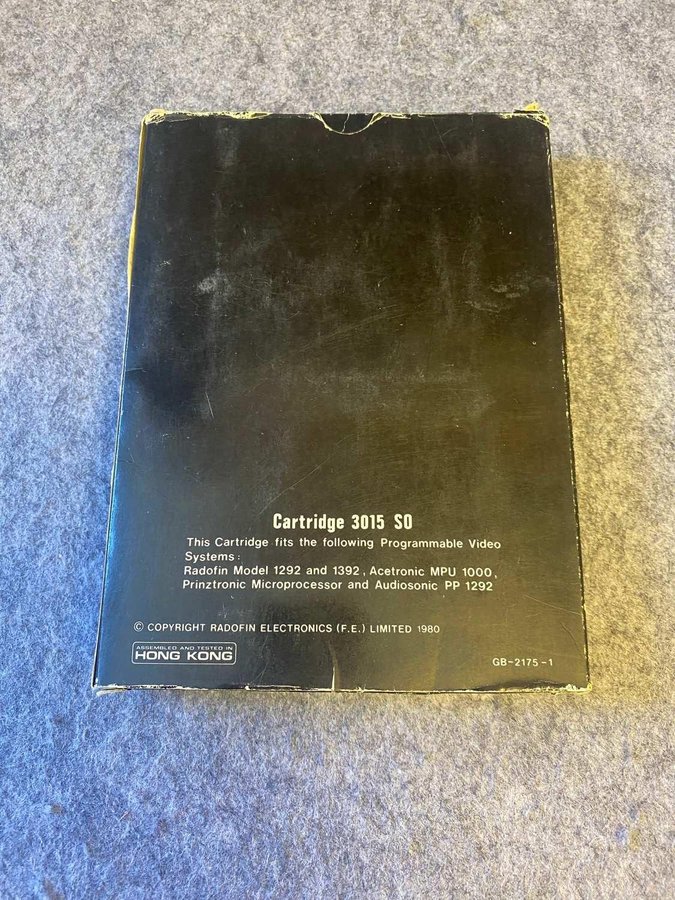 Cartridge 3015 SO
This Cartridge fits the following Programmable Video
Systems:
Radofin Model 1292 and 1392, Acetronic MPU 1000,
Prinztronic Microprocessor and Audiosonic PP 1292
© COPYRIGHT RADOFIN ELECTRONICS (F.E.) LIMITED 1980
ASSEMBLED AND TESTED IN
HONG KONG
GB-2175-1